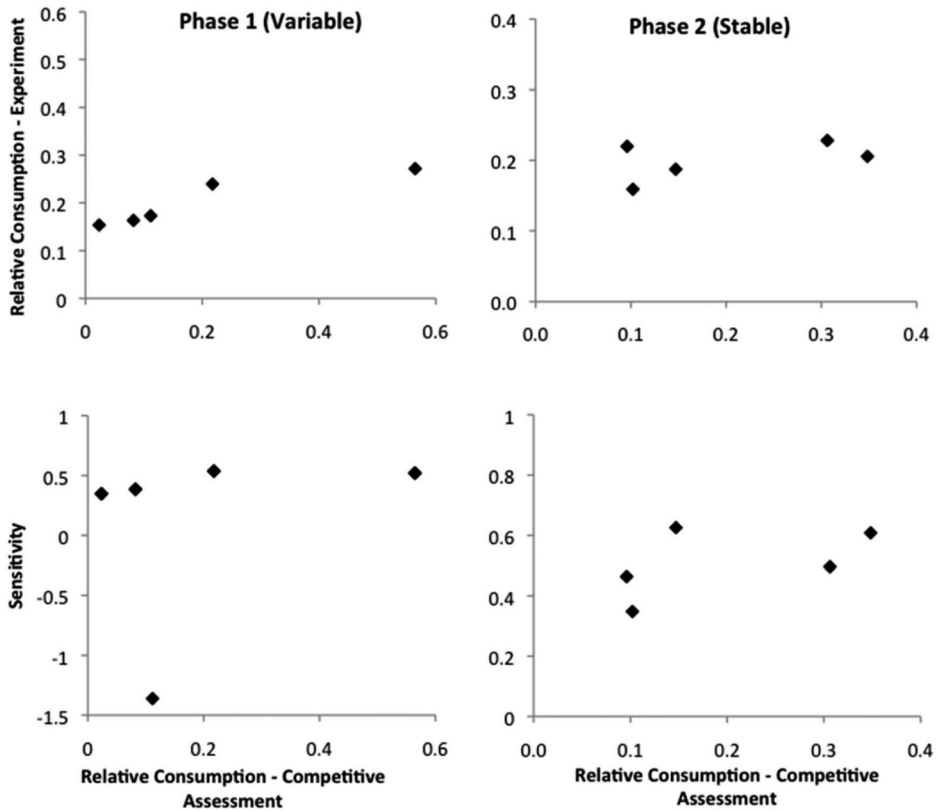 Phase 1 (Variable)
Relative Consumption - Experiment
0.6
0.5
0.4
0.3
0.2
0.1
0
0 0.2 0.4 0.6
Phase 2 (Stable)
0.4
0.3
0.2
0.1
0.0
0.0 0.1 0.2 0.3 0.4
Sensitivity
1
0.5
0
-0.5
-1
-1.5
0 0.2 0.4 0.6
Relative Consumption - Competitive
Assessment
1
0.8
0.6
0.4
0.2
0
0.0 0.1 0.2 0.3 0.4
Relative Consumption - Competitive
Assessment